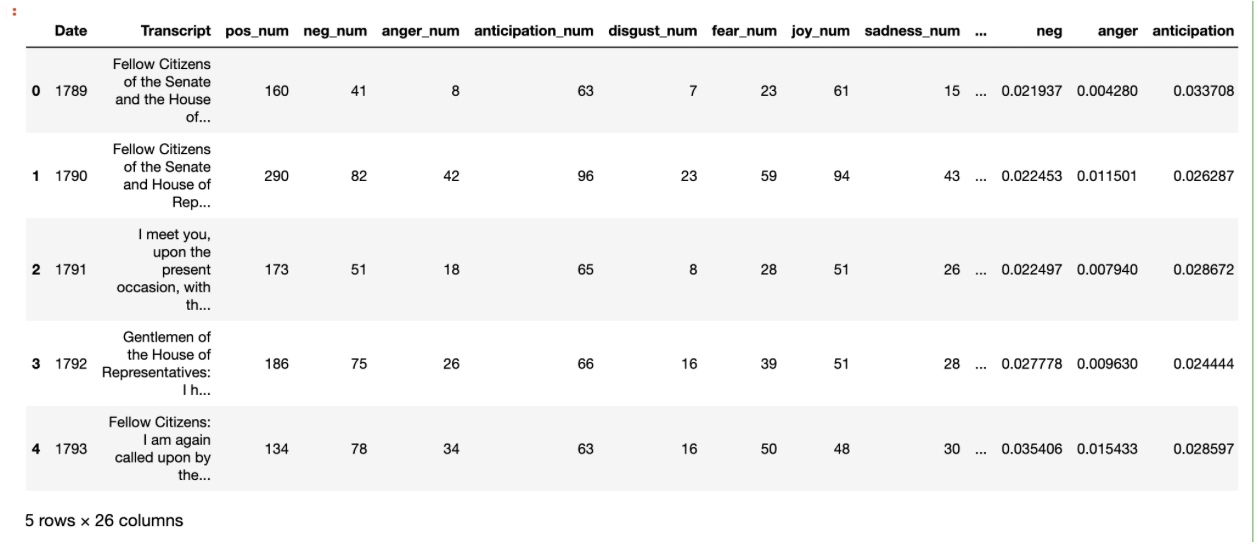 :
Date Transcript pos_num neg_num anger_num anticipation_num disgust_num fear_num joy_num sadness_num ... neg anger anticipation
Fellow Citizens
of the Senate
0 1789 and the House 160 41 8 63 7 23 61 15 ... 0.021937 0.004280 0.033708
of...
Fellow Citizens
of the Senate
1 1790 and House of 290 82 42 96 23 59 94 43 ... 0.022453 0.011501 0.026287
Rep...
I meet you,
upon the
2 1791 present 173 51 18 65 8 28 51 26 ... 0.022497 0.007940 0.028672
occasion, with
th...
Gentlemen of
the House of
3 1792 Representatives: 186 75 26 66 16 39 51 28 ... 0.027778 0.009630 0.024444
I h...
Fellow Citizens:
I am again
4 1793 called upon by 134 78 34 63 16 50 48 30 ... 0.035406 0.015433 0.028597
the...
5 rows × 26 columns